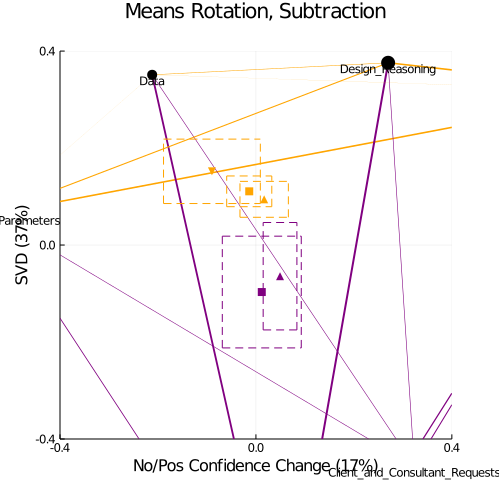 Means Rotation, Subtraction
0.4
Design_Reasoning
Data
Parameters
SVD (37%)
0.0
-0.4
-0.4
0.0
0.4
No/Pos Confidence Change (17%)
Client_and_Consultant_Requests